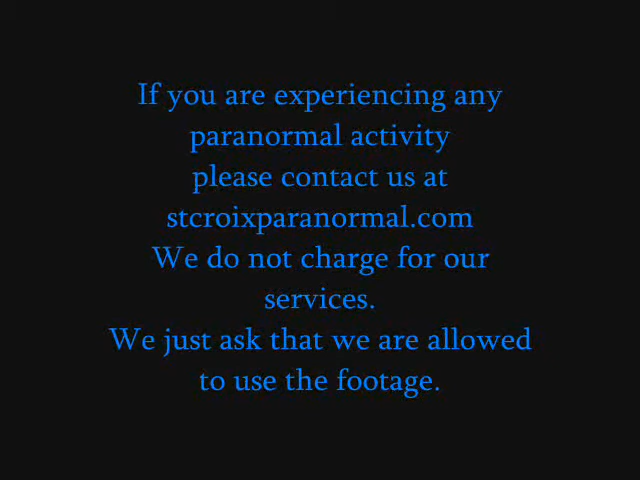 If you are experiencing any
paranormal activity
please contact us at
stcroixparanormal.com
We do not charge for our
services.
We just ask that we are allowed
to use the footage.